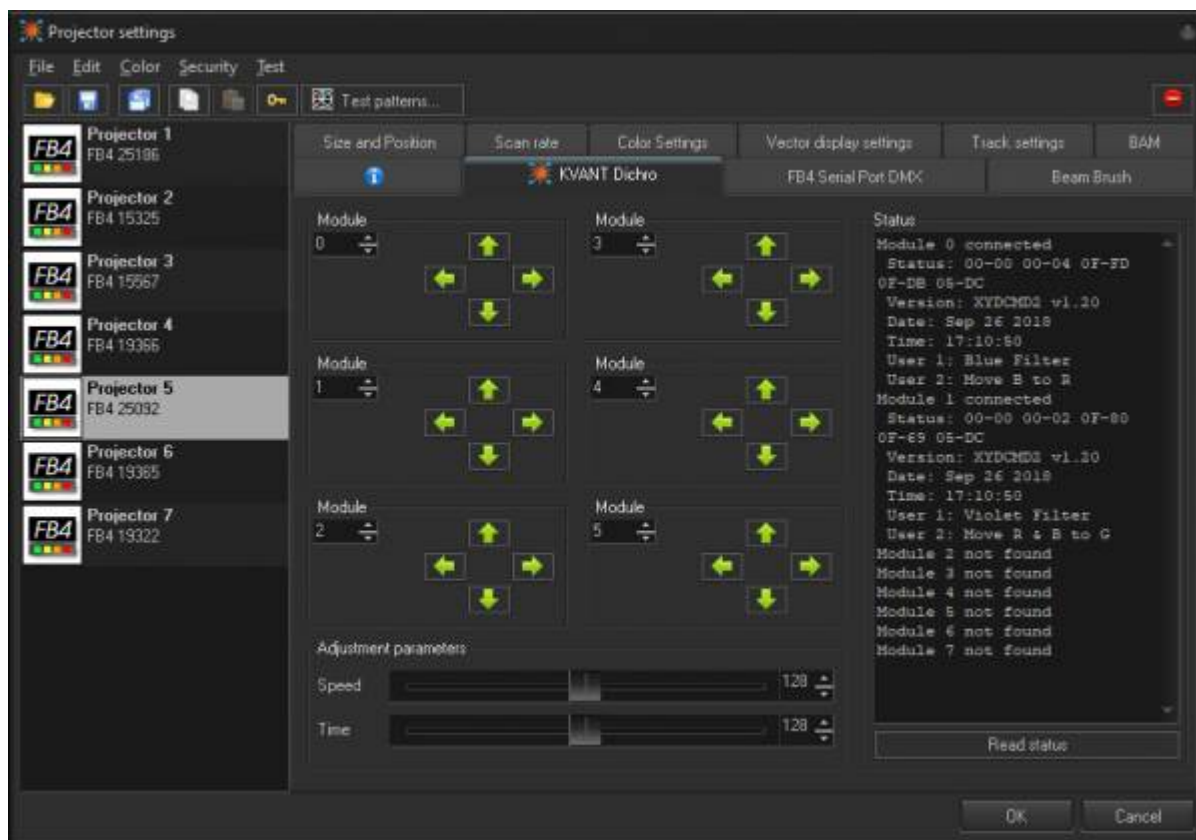 Projector settings
File Edit Color Security Test
Test patterns...
FB4 Projector 1
FB4 25186
FB4 Projector 2
FB4 15325
FB4 Projector 3
FB4 15567
FB4 Projector 4
FB4 19366
FB4 Projector 5
FB4 25092
FB4 Projector 6
FB4 19365
FB4 Projector 7
FB4 19322
Size and Position Scan rate Color Settings Vector display settings Track settings BAM
KVANT Dichro FB4 Serial Port DMX Beam Brush
Module
0
Module
3
Module
1
Module
4
Module
2
Module
5
Adjustment parameters
Speed 128
Time 128
Status
Module 0 connected
Status: 00-00 00-04 0F-FD
0F-DB 05-DC
Version: XYDCMD2 v1.20
Date: Sep 26 2018
Time: 17:10:50
User 1: Blue Filter
User 2: Move B to R
Module 1 connected
Status: 00-00 00-02 0F-80
0F-69 05-DC
Version: XYDCMD2 v1.20
Date: Sep 26 2018
Time: 17:10:50
User 1: Violet Filter
User 2: Move R & B to G
Module 2 not found
Module 3 not found
Module 4 not found
Module 5 not found
Module 6 not found
Module 7 not found
Read status
OK Cancel